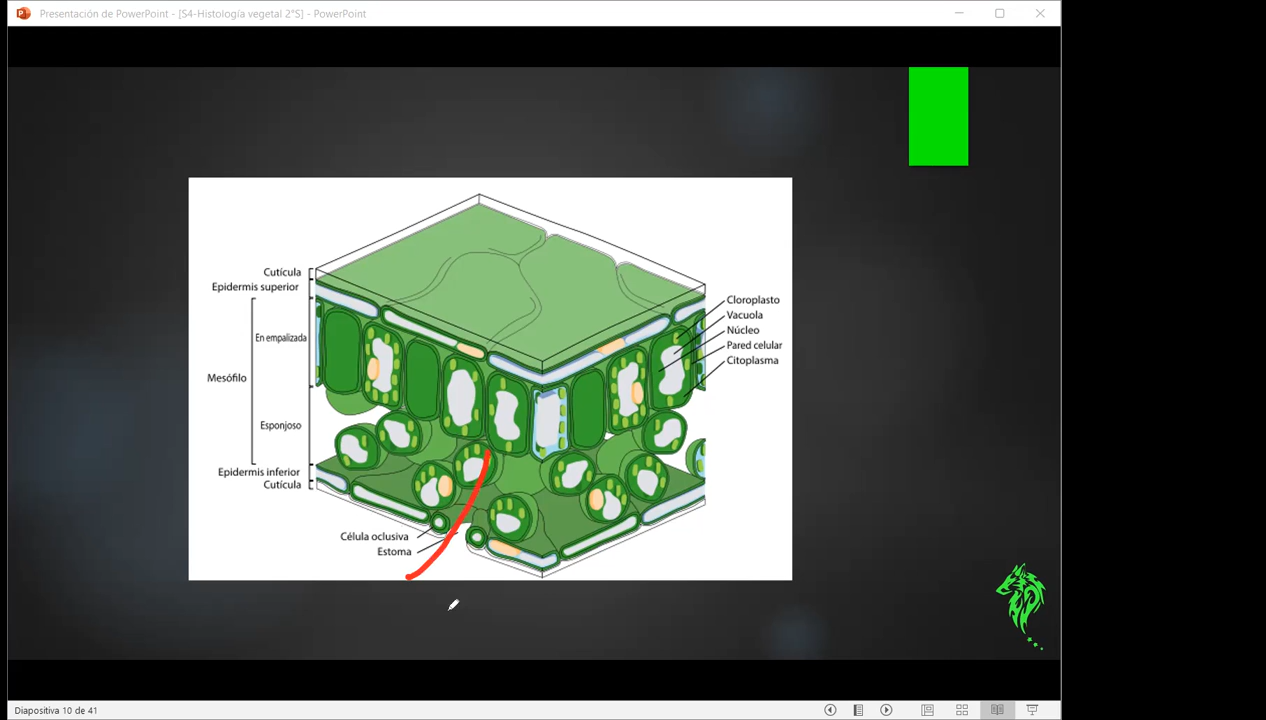 Presentación de PowerPoint - [S4-Histología vegetal 2°S] - PowerPoint
Cutícula
Epidermis superior
En empalizada
Mesófilo
Esponjoso
Epidermis inferior
Cutícula
Célula oclusiva
Estoma
Cloroplasto
Vacuola
Núcleo
Pared celular
Citoplasma
Diapositiva 10 de 41